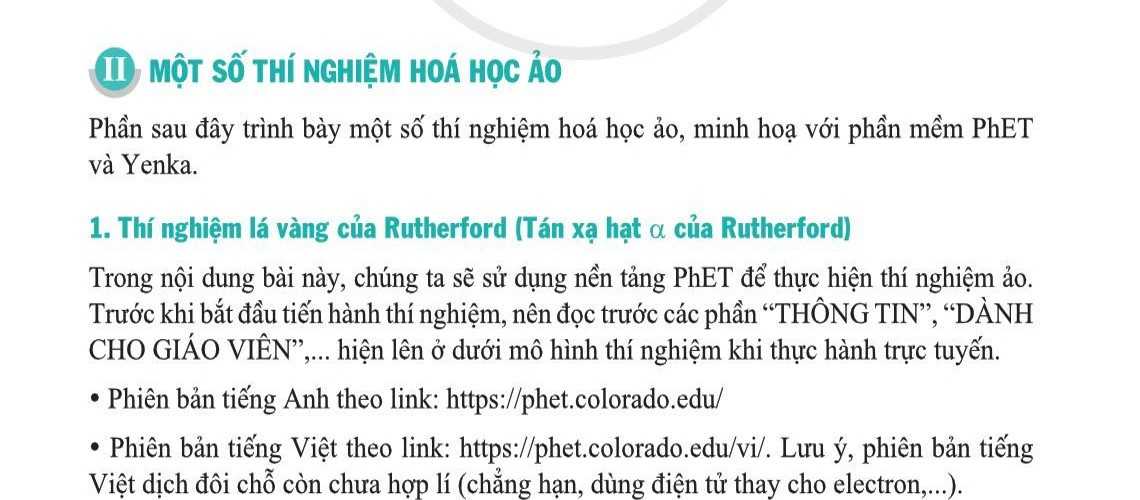 II MỘT SỐ THÍ NGHIỆM HOÁ HỌC ẢO
Phần sau đây trình bày một số thí nghiệm hoá học ảo, minh hoạ với phần mềm PhET
và Yenka.
1. Thí nghiệm lá vàng của Rutherford (Tán xạ hạt α của Rutherford)
Trong nội dung bài này, chúng ta sẽ sử dụng nền tảng PhET để thực hiện thí nghiệm ảo.
Trước khi bắt đầu tiến hành thí nghiệm, nên đọc trước các phần “THÔNG TIN”, “DÀNH
CHO GIÁO VIÊN”,... hiện lên ở dưới mô hình thí nghiệm khi thực hành trực tuyến.
• Phiên bản tiếng Anh theo link: https://phet.colorado.edu/
• Phiên bản tiếng Việt theo link: https://phet.colorado.edu/vi/. Lưu ý, phiên bản tiếng
Việt dịch đôi chỗ còn chưa hợp lí (chẳng hạn, dùng điện tử thay cho electron,...).